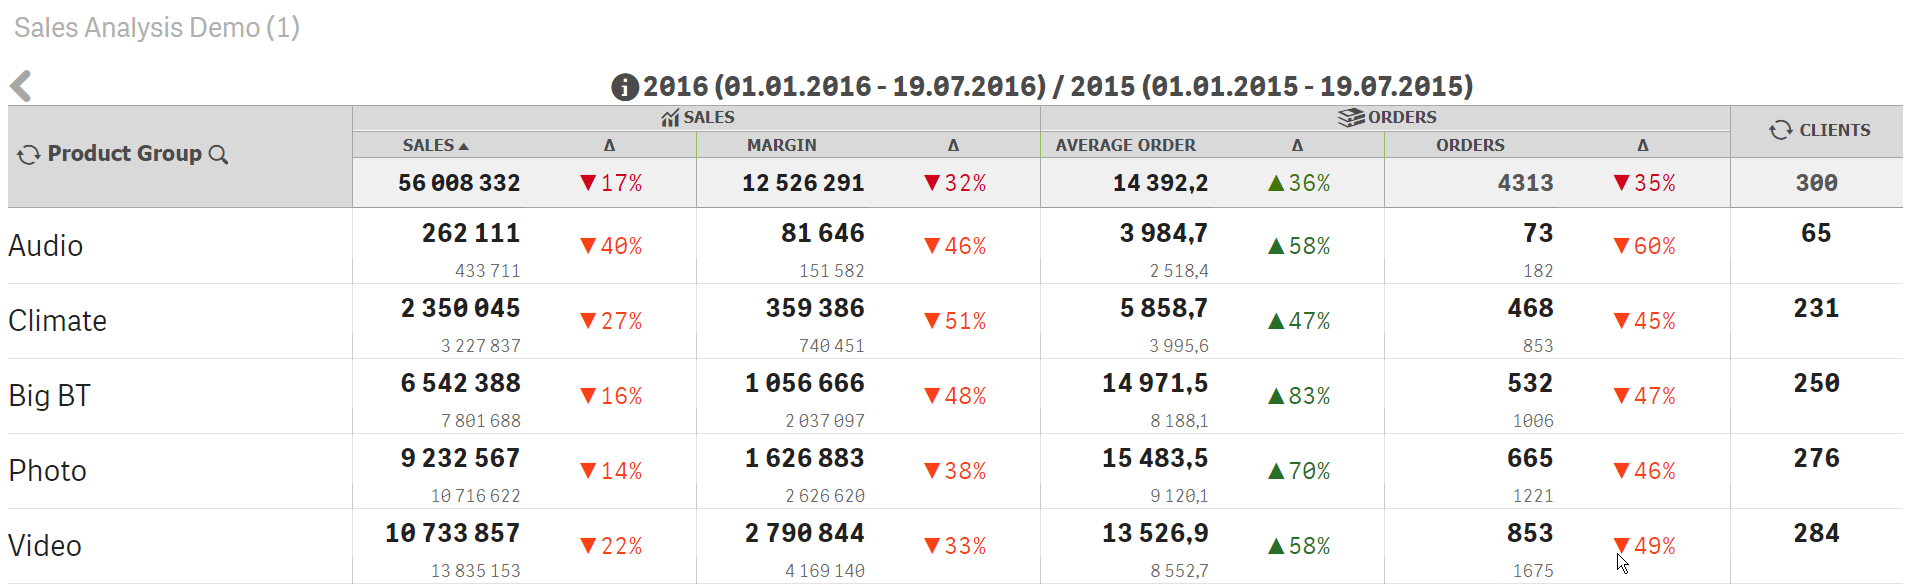 Sales Analysis Demo (1)
2016 (01.01.2016 - 19.07.2016) / 2015 (01.01.2015 - 19.07.2015)
Product Group SALES ORDERS CLIENTS
SALES Δ MARGIN Δ AVERAGE ORDER Δ ORDERS Δ
56 008 332 ▼17% 12 526 291 ▼32% 14 392,2 ▲36% 4313 ▼35% 300
Audio 262 111 ▼40% 81 646 ▼46% 3 984,7 ▲58% 73 ▼60% 65
433 711 151 582 2 518,4 182
Climate 2 350 045 ▼27% 359 386 ▼51% 5 858,7 ▲47% 468 ▼45% 231
3 227 837 740 451 3 995,6 853
Big BT 6 542 388 ▼16% 1 056 666 ▼48% 14 971,5 ▲83% 532 ▼47% 250
7 801 688 2 037 097 8 188,1 1006
Photo 9 232 567 ▼14% 1 626 883 ▼38% 15 483,5 ▲70% 665 ▼46% 276
10 716 622 2 626 620 9 120,1 1221
Video 10 733 857 ▼22% 2 790 844 ▼33% 13 526,9 ▲58% 853 ▼49% 284
13 835 153 4 169 140 8 552,7 1675